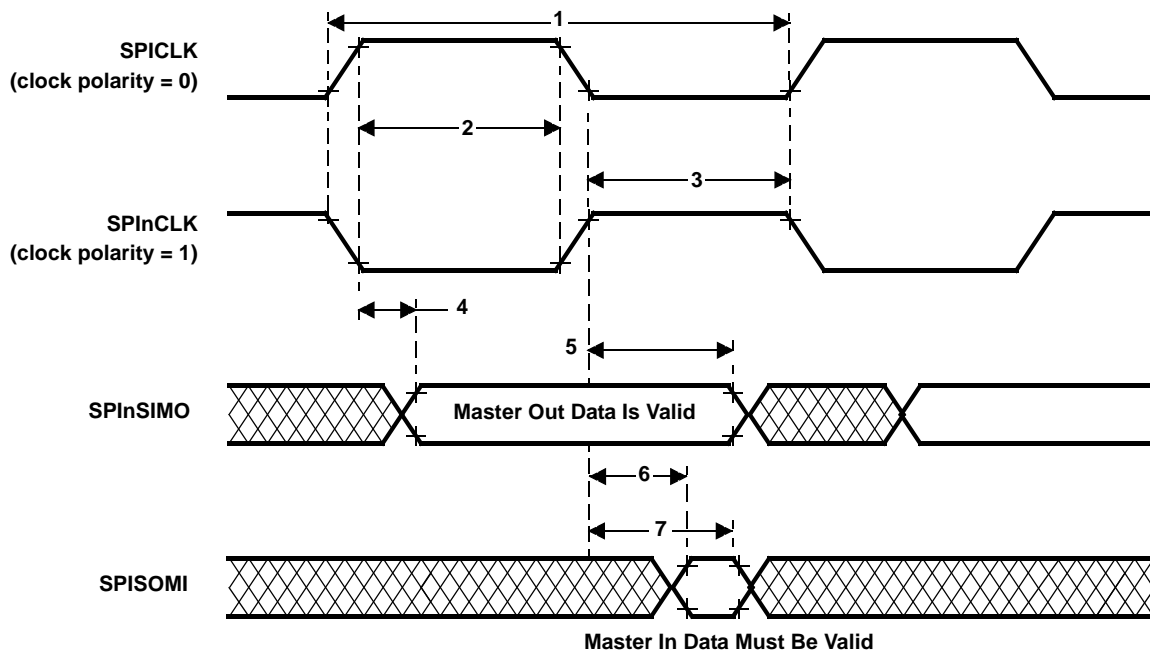 1
SPICLK
(clock polarity = 0)
2
3
SPInCLK
(clock polarity = 1)
4
5
SPInSIMO
Master Out Data Is Valid
6
7
SPISOMI
Master In Data Must Be Valid